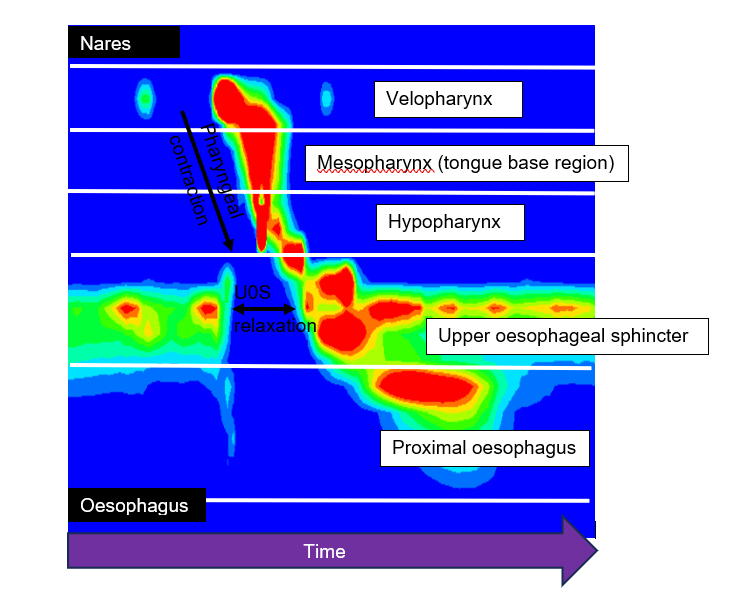 Nares
Velopharynx
Pharyngeal
contraction
Mesopharynx (tongue base region)
Hypopharynx
U0S
relaxation
Upper oesophageal sphincter
Proximal oesophagus
Oesophagus
Time